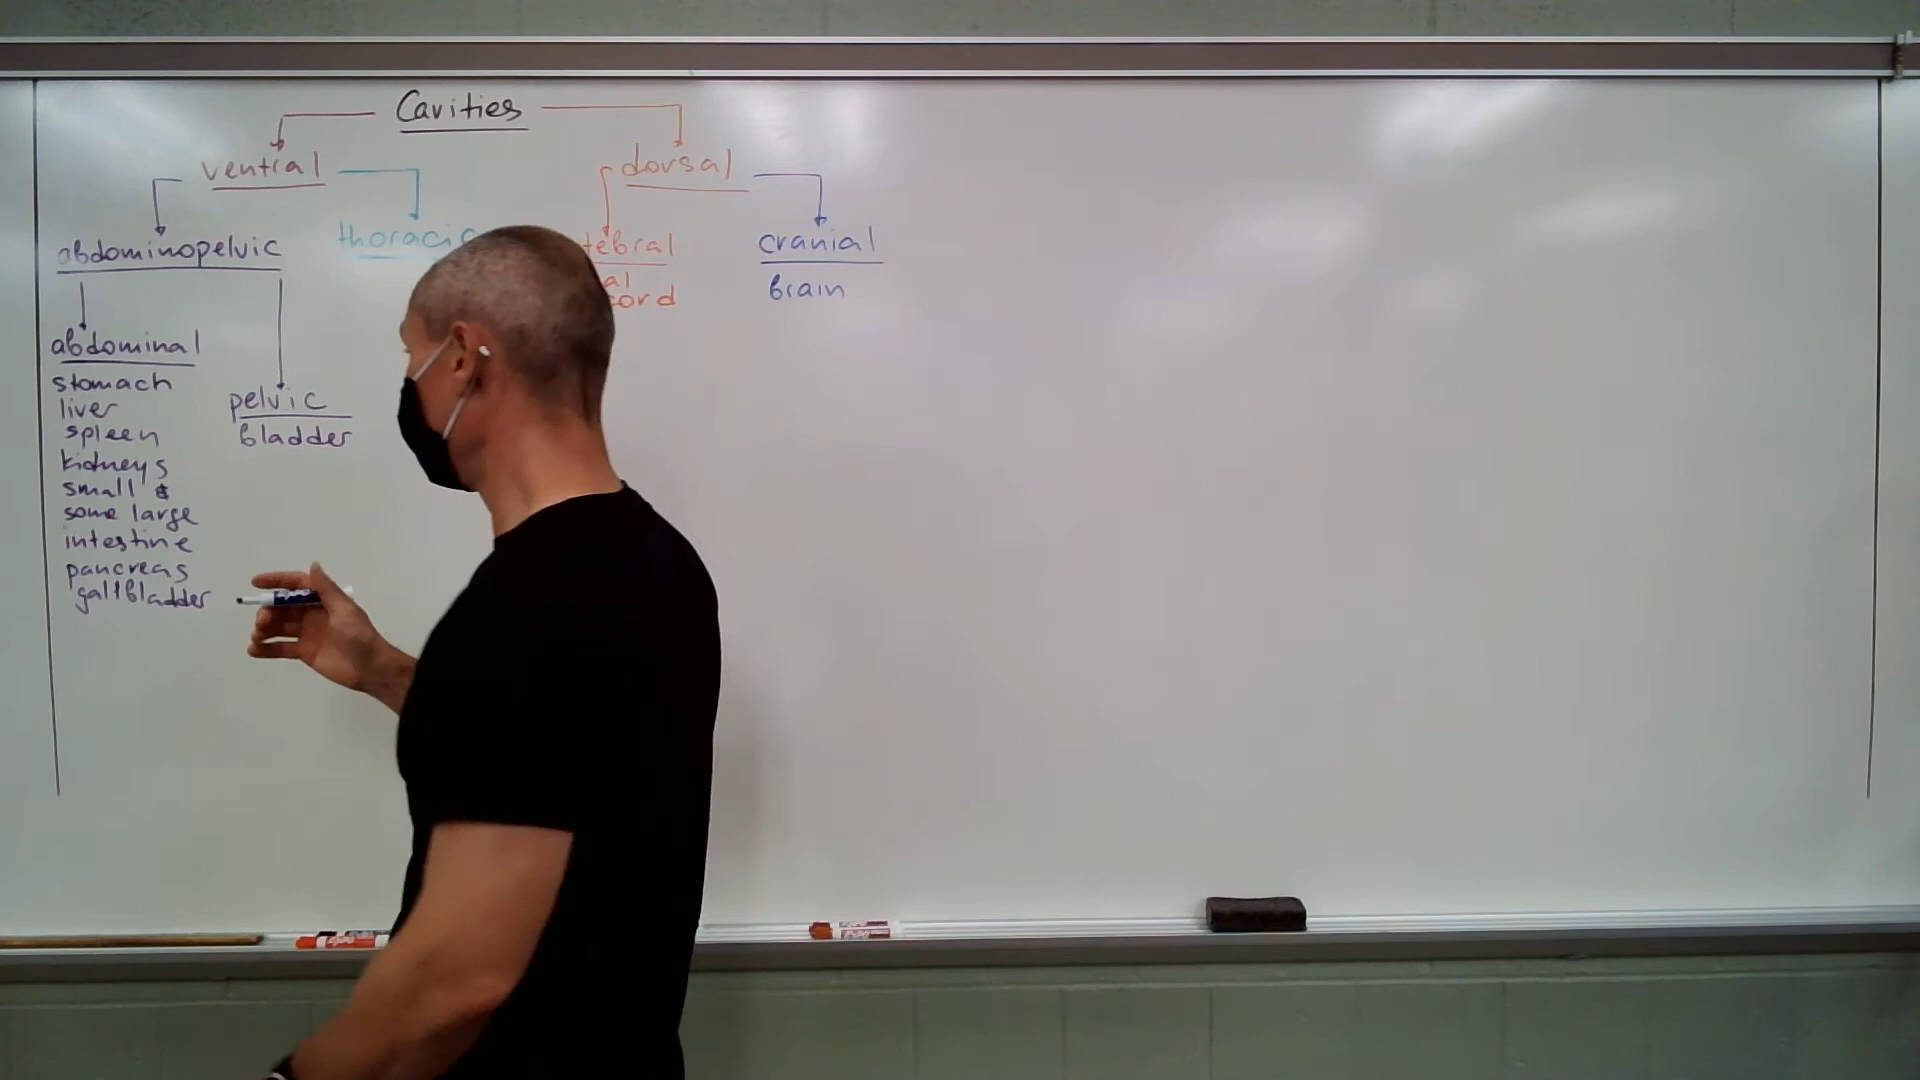 Cavities
ventral
dorsal
abdominopelvic
thoracic
tebral
al
cord
cranial
brain
abdominal
stomach
liver
spleen
kidneys
small &
some large
intestine
pancreas
gallbladder
pelvic
bladder